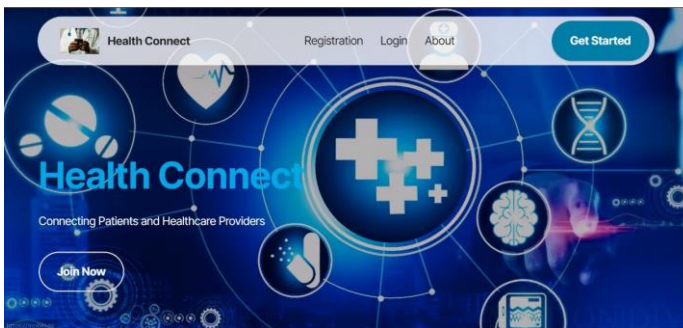 Health Connect Registration Login About Get Started
Health Connect
Connecting Patients and Healthcare Providers
Join Now